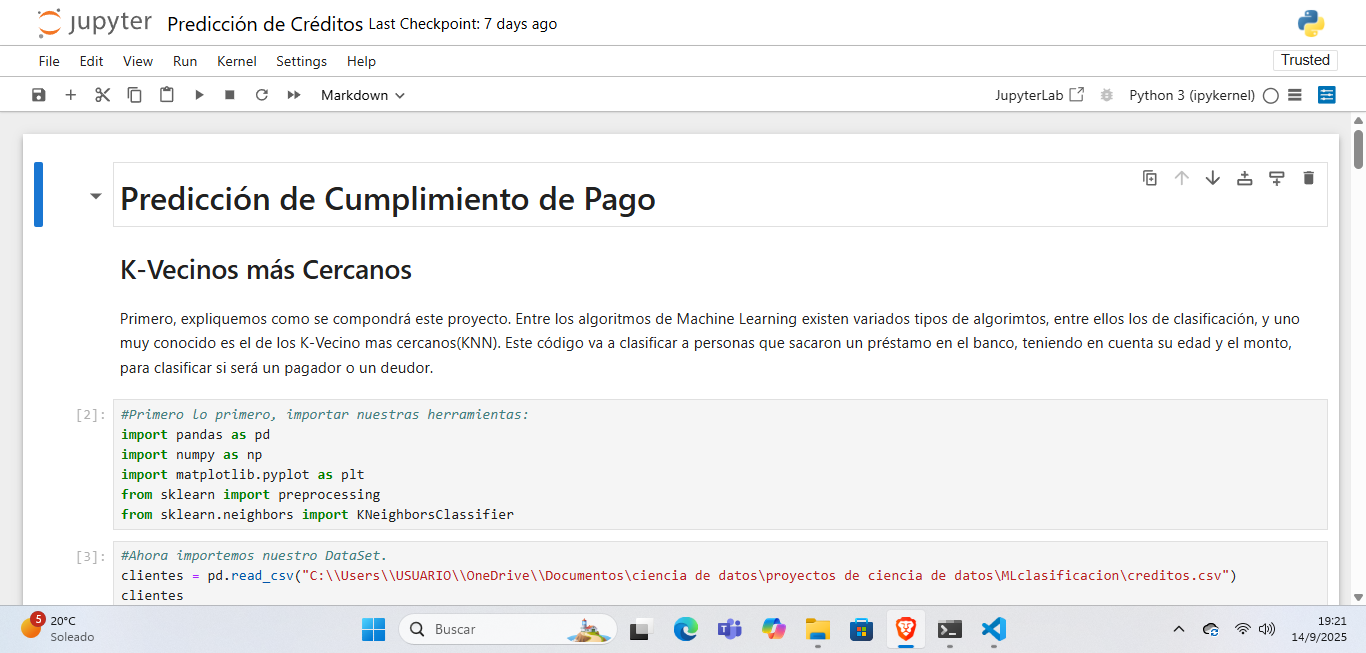 jupyter Predicción de Créditos Last Checkpoint: 7 days ago
File Edit View Run Kernel Settings Help
Trusted
Markdown
JupyterLab
Python 3 (ipykernel)
Predicción de Cumplimiento de Pago
K-Vecinos más Cercanos
Primero, expliquemos como se compondrá este proyecto. Entre los algoritmos de Machine Learning existen variados tipos de algorimtos, entre ellos los de clasificación, y uno
muy conocido es el de los K-Vecino mas cercanos(KNN). Este código va a clasificar a personas que sacaron un préstamo en el banco, teniendo en cuenta su edad y el monto,
para clasificar si será un pagador o un deudor.
[2]:
#Primero lo primero, importar nuestras herramientas:
import pandas as pd
import numpy as np
import matplotlib.pyplot as plt
from sklearn import preprocessing
from sklearn.neighbors import KNeighborsClassifier
[3]:
#Ahora importemos nuestro DataSet.
clientes = pd.read_csv("C:\\Users\\USUARIO\\OneDrive\\Documentos\ciencia de datos\proyectos de ciencia de datos\MLclasificacion\creditos.csv")
clientes
5
20°C
Soleado
Buscar
19:21
14/9/2025